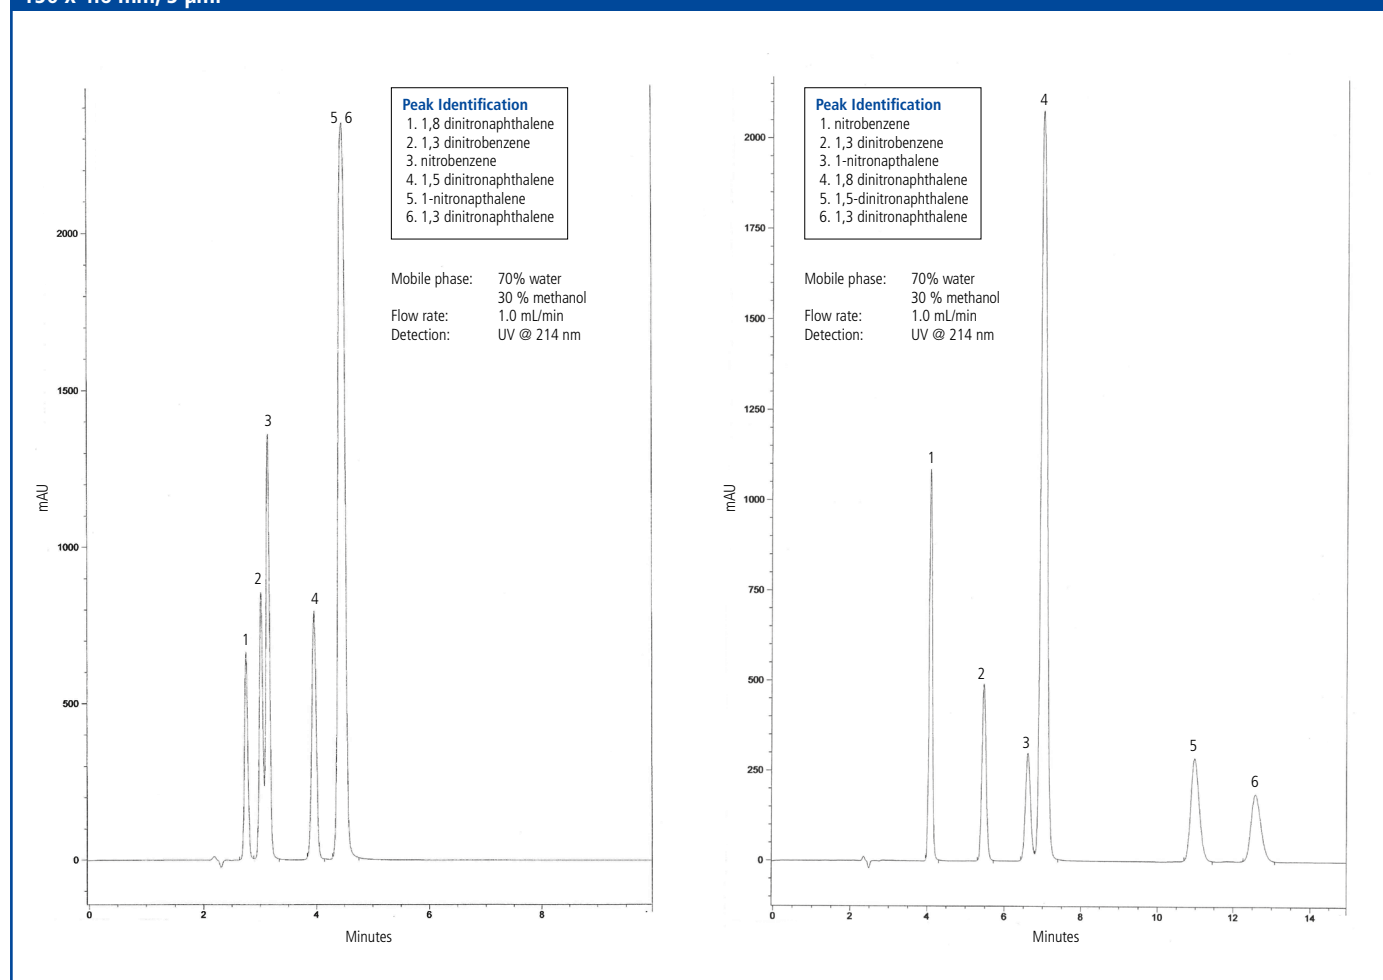 5 6
Peak Identification
1. 1,8 dinitronaphthalene
2. 1,3 dinitrobenzene
3. nitrobenzene
4. 1,5 dinitronaphthalene
5. 1-nitronapthalene
6. 1,3 dinitronaphthalene
Mobile phase: 70% water
30 % methanol
Flow rate: 1.0 mL/min
Detection: UV @ 214 nm
2000
1500
1000
500
0
mAU
3
2
1
4
0 2 4 6 8
Minutes
4
Peak Identification
1. nitrobenzene
2. 1,3 dinitrobenzene
3. 1-nitronapthalene
4. 1,8 dinitronaphthalene
5. 1,5-dinitronaphthalene
6. 1,3 dinitronaphthalene
Mobile phase: 70% water
30 % methanol
Flow rate: 1.0 mL/min
Detection: UV @ 214 nm
2000
1750
1500
1250
1000
750
500
250
0
mAU
1
2
3
5
6
0 2 4 6 8 10 12 14
Minutes